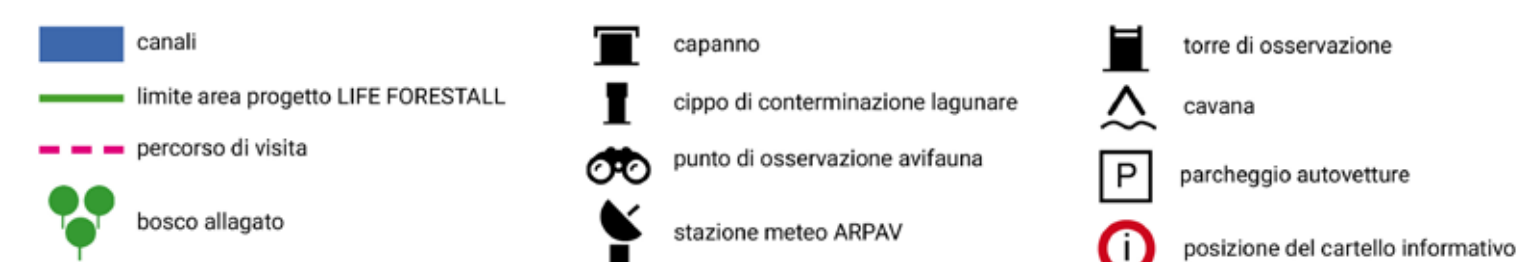 canali
limite area progetto LIFE FORESTALL
percorso di visita
bosco allagato
capanno
cippo di conterminazione lagunare
punto di osservazione avifauna
stazione meteo ARPAV
torre di osservazione
cavana
P
parcheggio autovetture
i
posizione del cartello informativo